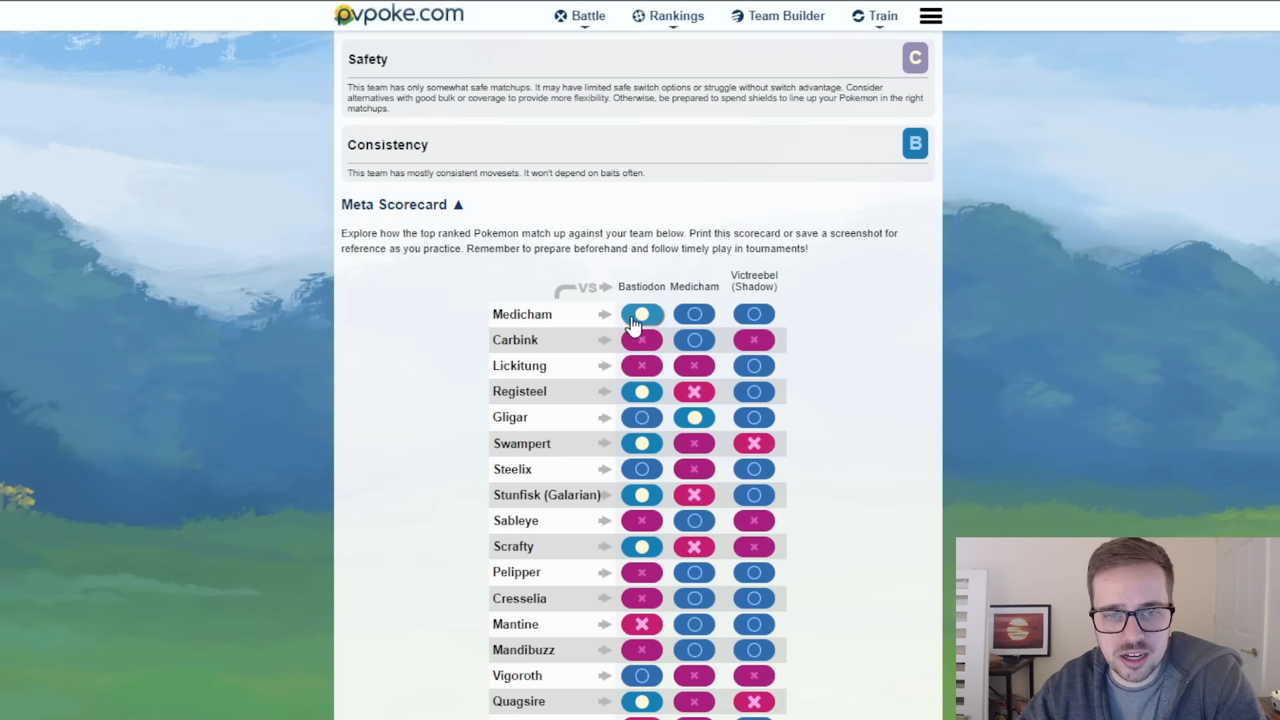 pvpoke.com
Battle Rankings Team Builder Train
Safety C
This team has only somewhat safe matchups. It may have limited safe switch options or struggle without switch advantage. Consider
alternatives with good bulk or coverage to provide more flexibility. Otherwise, be prepared to spend shields to line up your Pokemon in the right
matchups.
Consistency B
This team has mostly consistent movesets. It won't depend on baits often.
Meta Scorecard ▲
Explore how the top ranked Pokemon match up against your team below. Print this scorecard or save a screenshot for
reference as you practice. Remember to prepare beforehand and follow timely play in tournaments!
Victreebel
VS Bastiodon Medicham (Shadow)
Medicham
Carbink
Lickitung
Registeel
Gligar
Swampert
Steelix
Stunfisk (Galarian)
Sableye
Scrafty
Pelipper
Cresselia
Mantine
Mandibuzz
Vigoroth
Quagsire